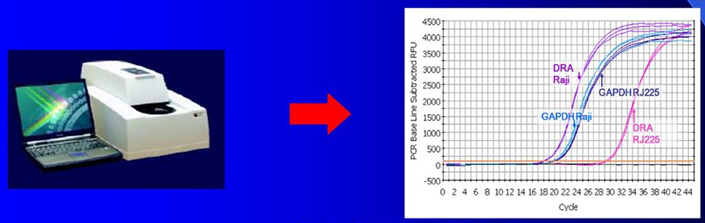 PCR Base Line Subtracted RFU
4500
4000
3500
3000
2500
2000
1500
1000
500
0
-500
DRA
Raji
GAPDH RJ225
GAPDH Raji
DRA
RJ225
0 2 4 6 8 10 12 14 16 18 20 22 24 26 28 30 32 34 36 38 40 42 44
Cycle